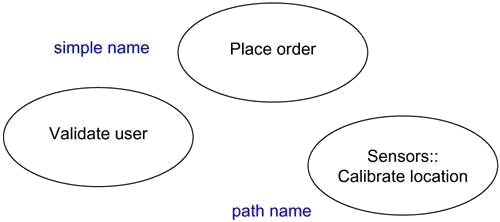 simple name
Place order
Validate user
Sensors::
Calibrate location
path name